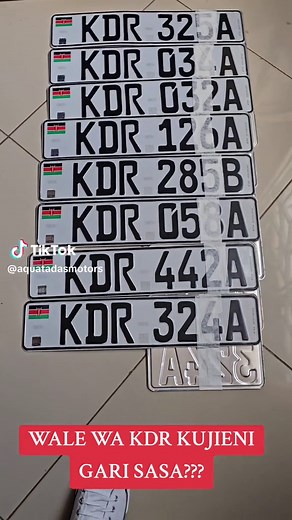 KDR 325A
KDR 034A
KDR 032A
KDR 126A
KDR 285B
KDR 058A
TikTok
@aquatadasmotors
KDR 442A
KDR 324A
324A
WALE WA KDR KUJIENI
GARI SASA???